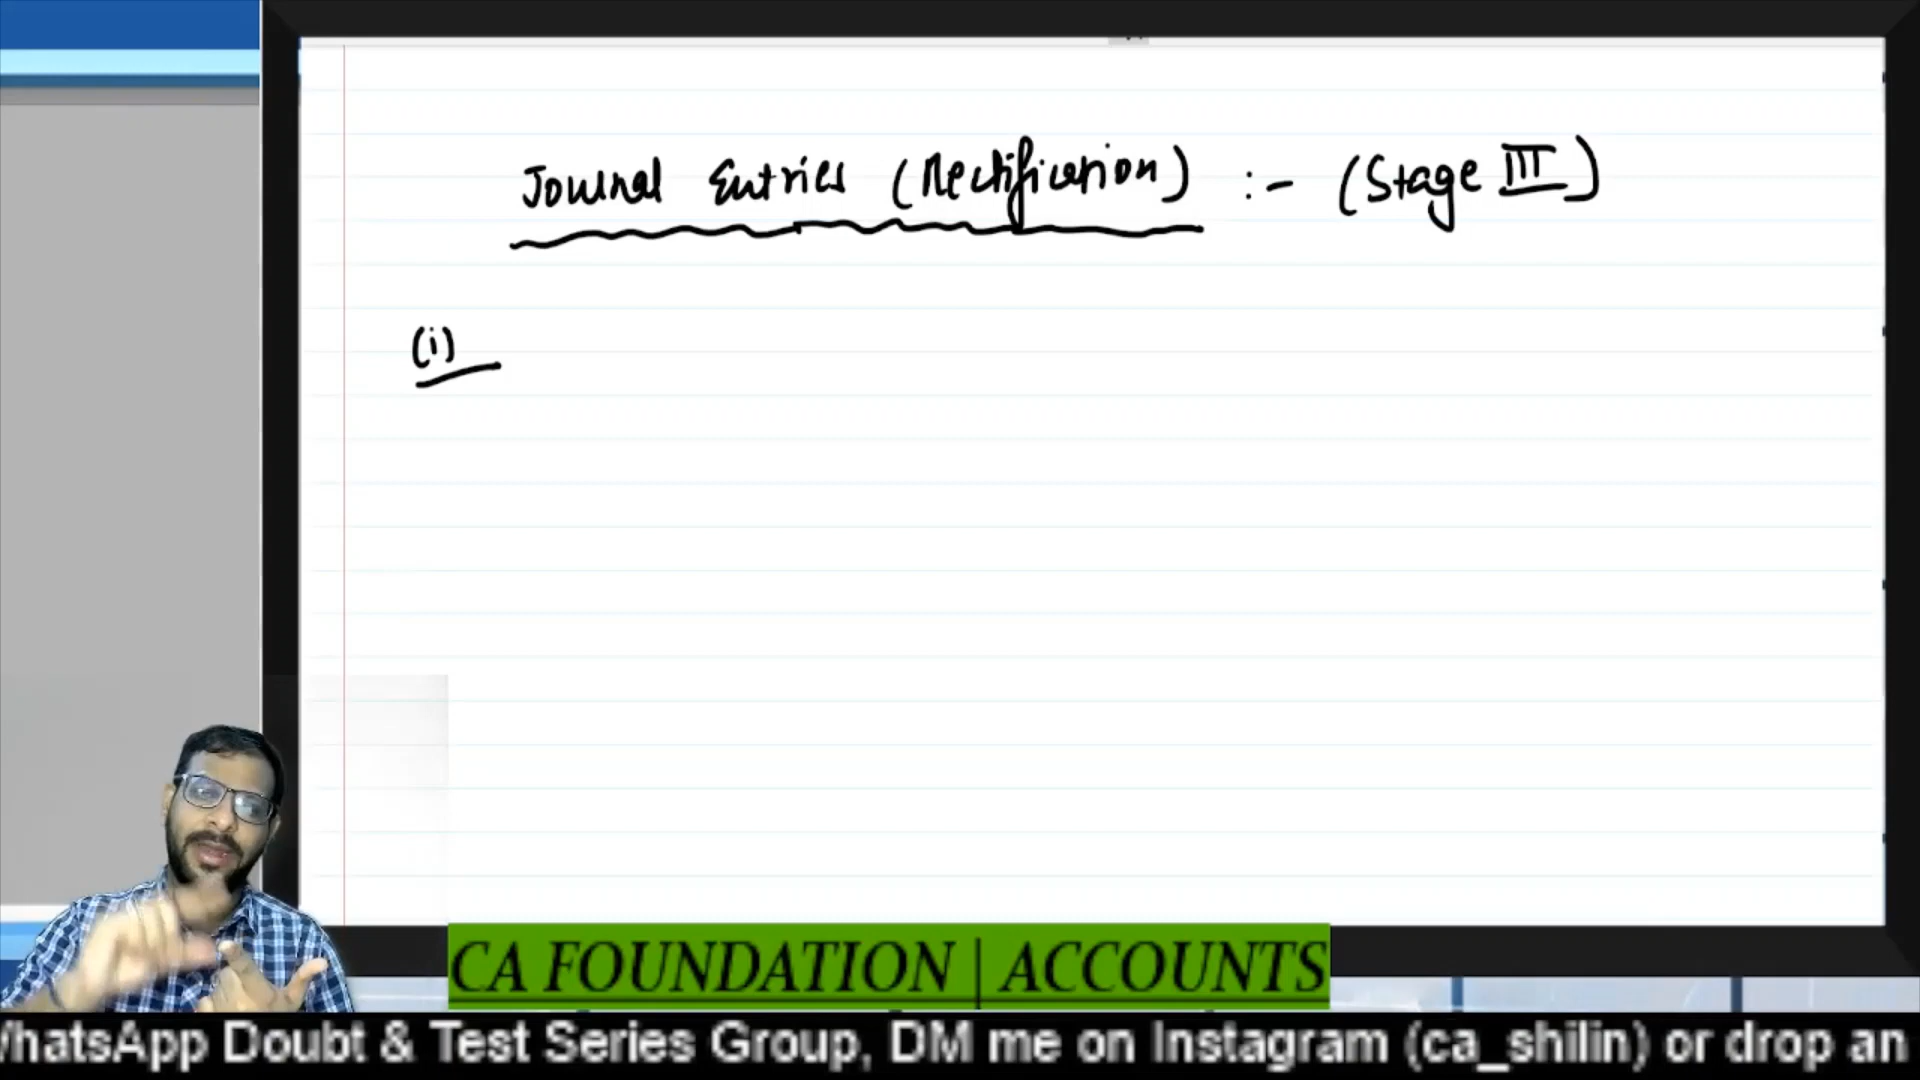 Journal Entries (Rectification) :- (Stage III)
(i)
CA FOUNDATION | ACCOUNTS
WhatsApp Doubt & Test Series Group, DM me on Instagram (ca_shilin) or drop an